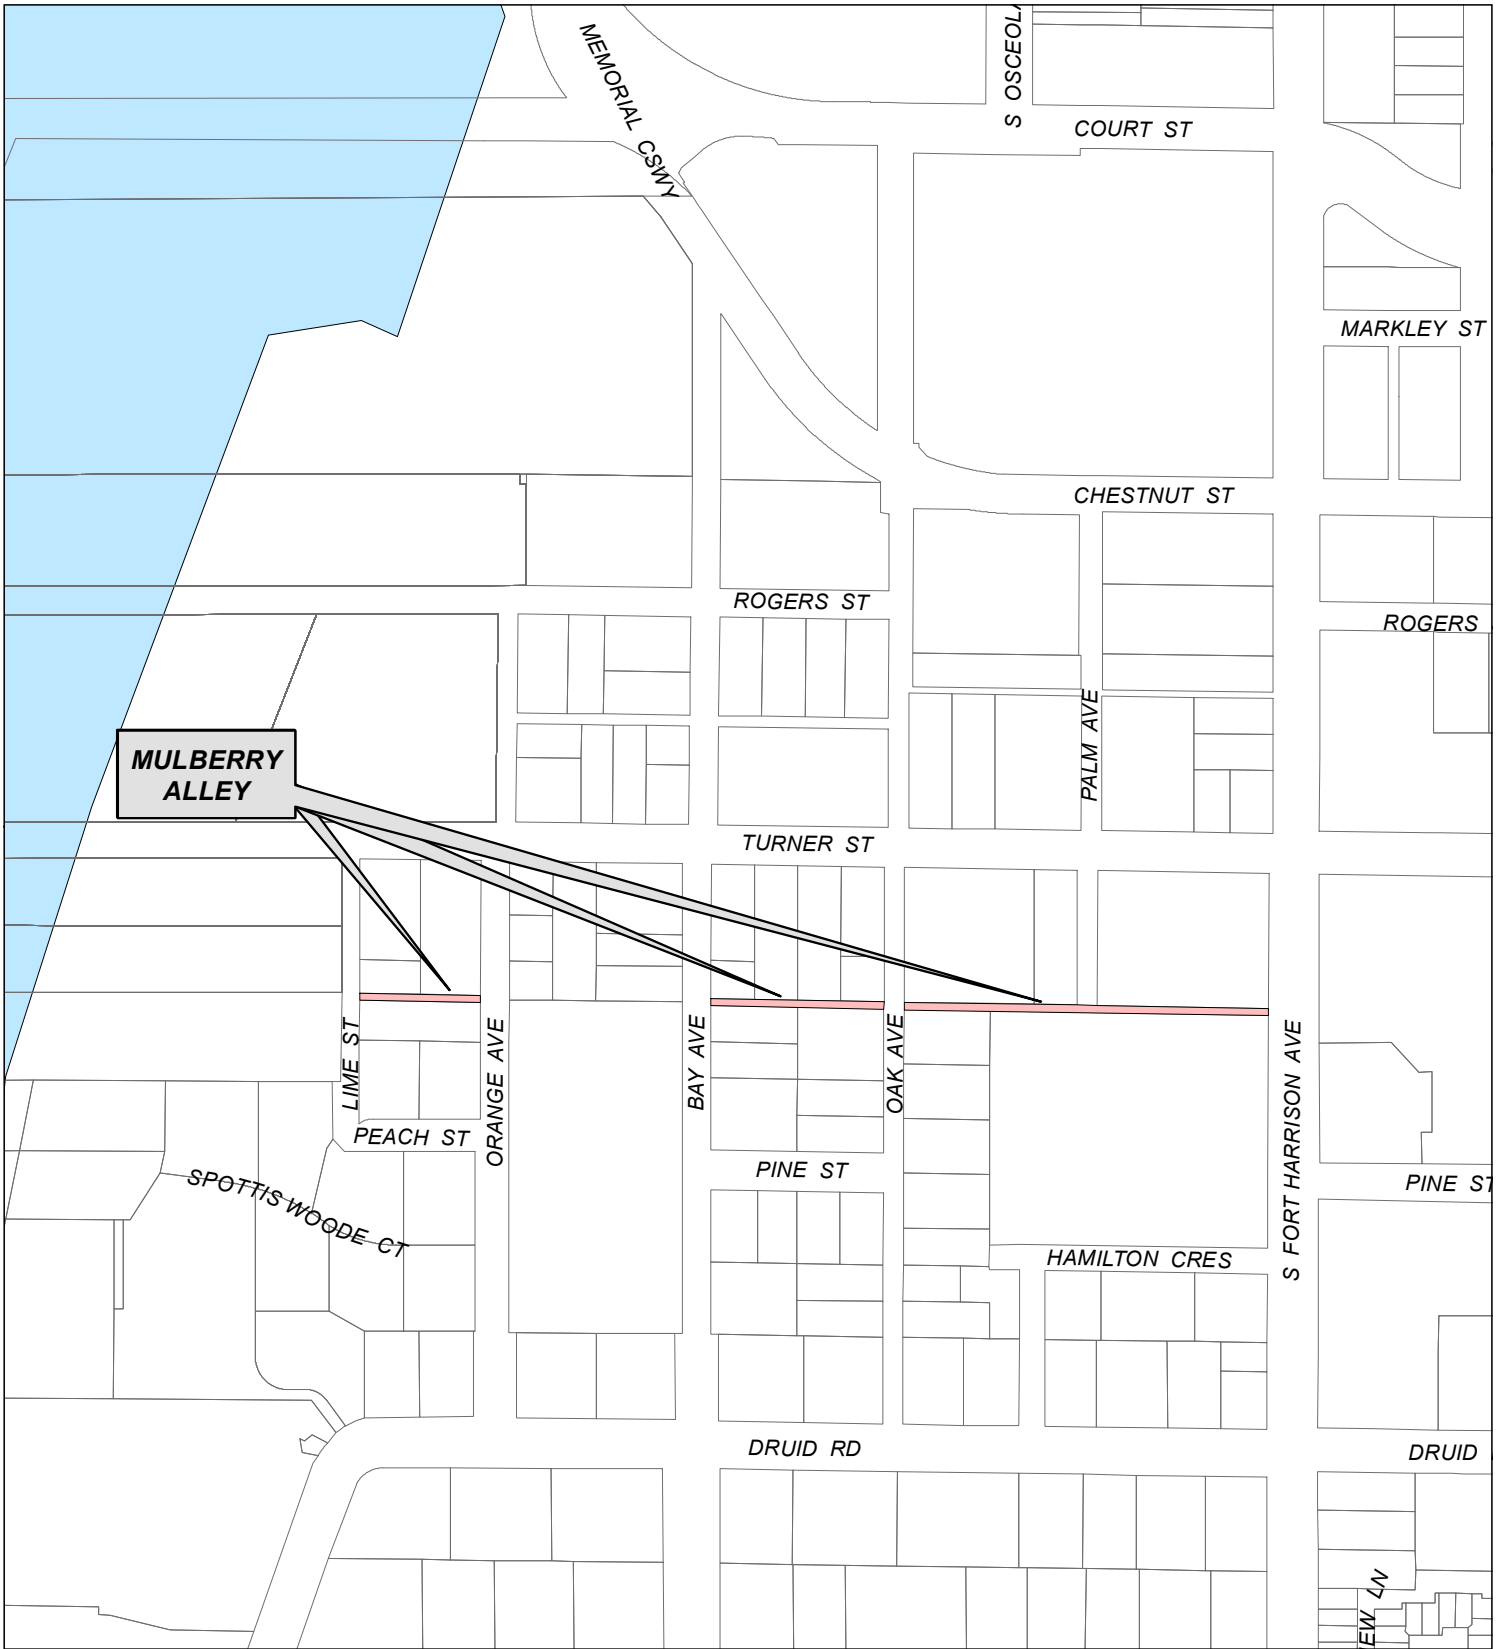 MEMORIAL CSWY
S OSCEOLA
COURT ST
MARKLEY ST
CHESTNUT ST
ROGERS ST
ROGERS
PALM AVE
MULBERRY
ALLEY
TURNER ST
LIME ST
ORANGE AVE
BAY AVE
OAK AVE
S FORT HARRISON AVE
PEACH ST
PINE ST
PINE ST
SPOTTIS WOODE CT
HAMILTON CRES
DRUID RD
DRUID
EW LN